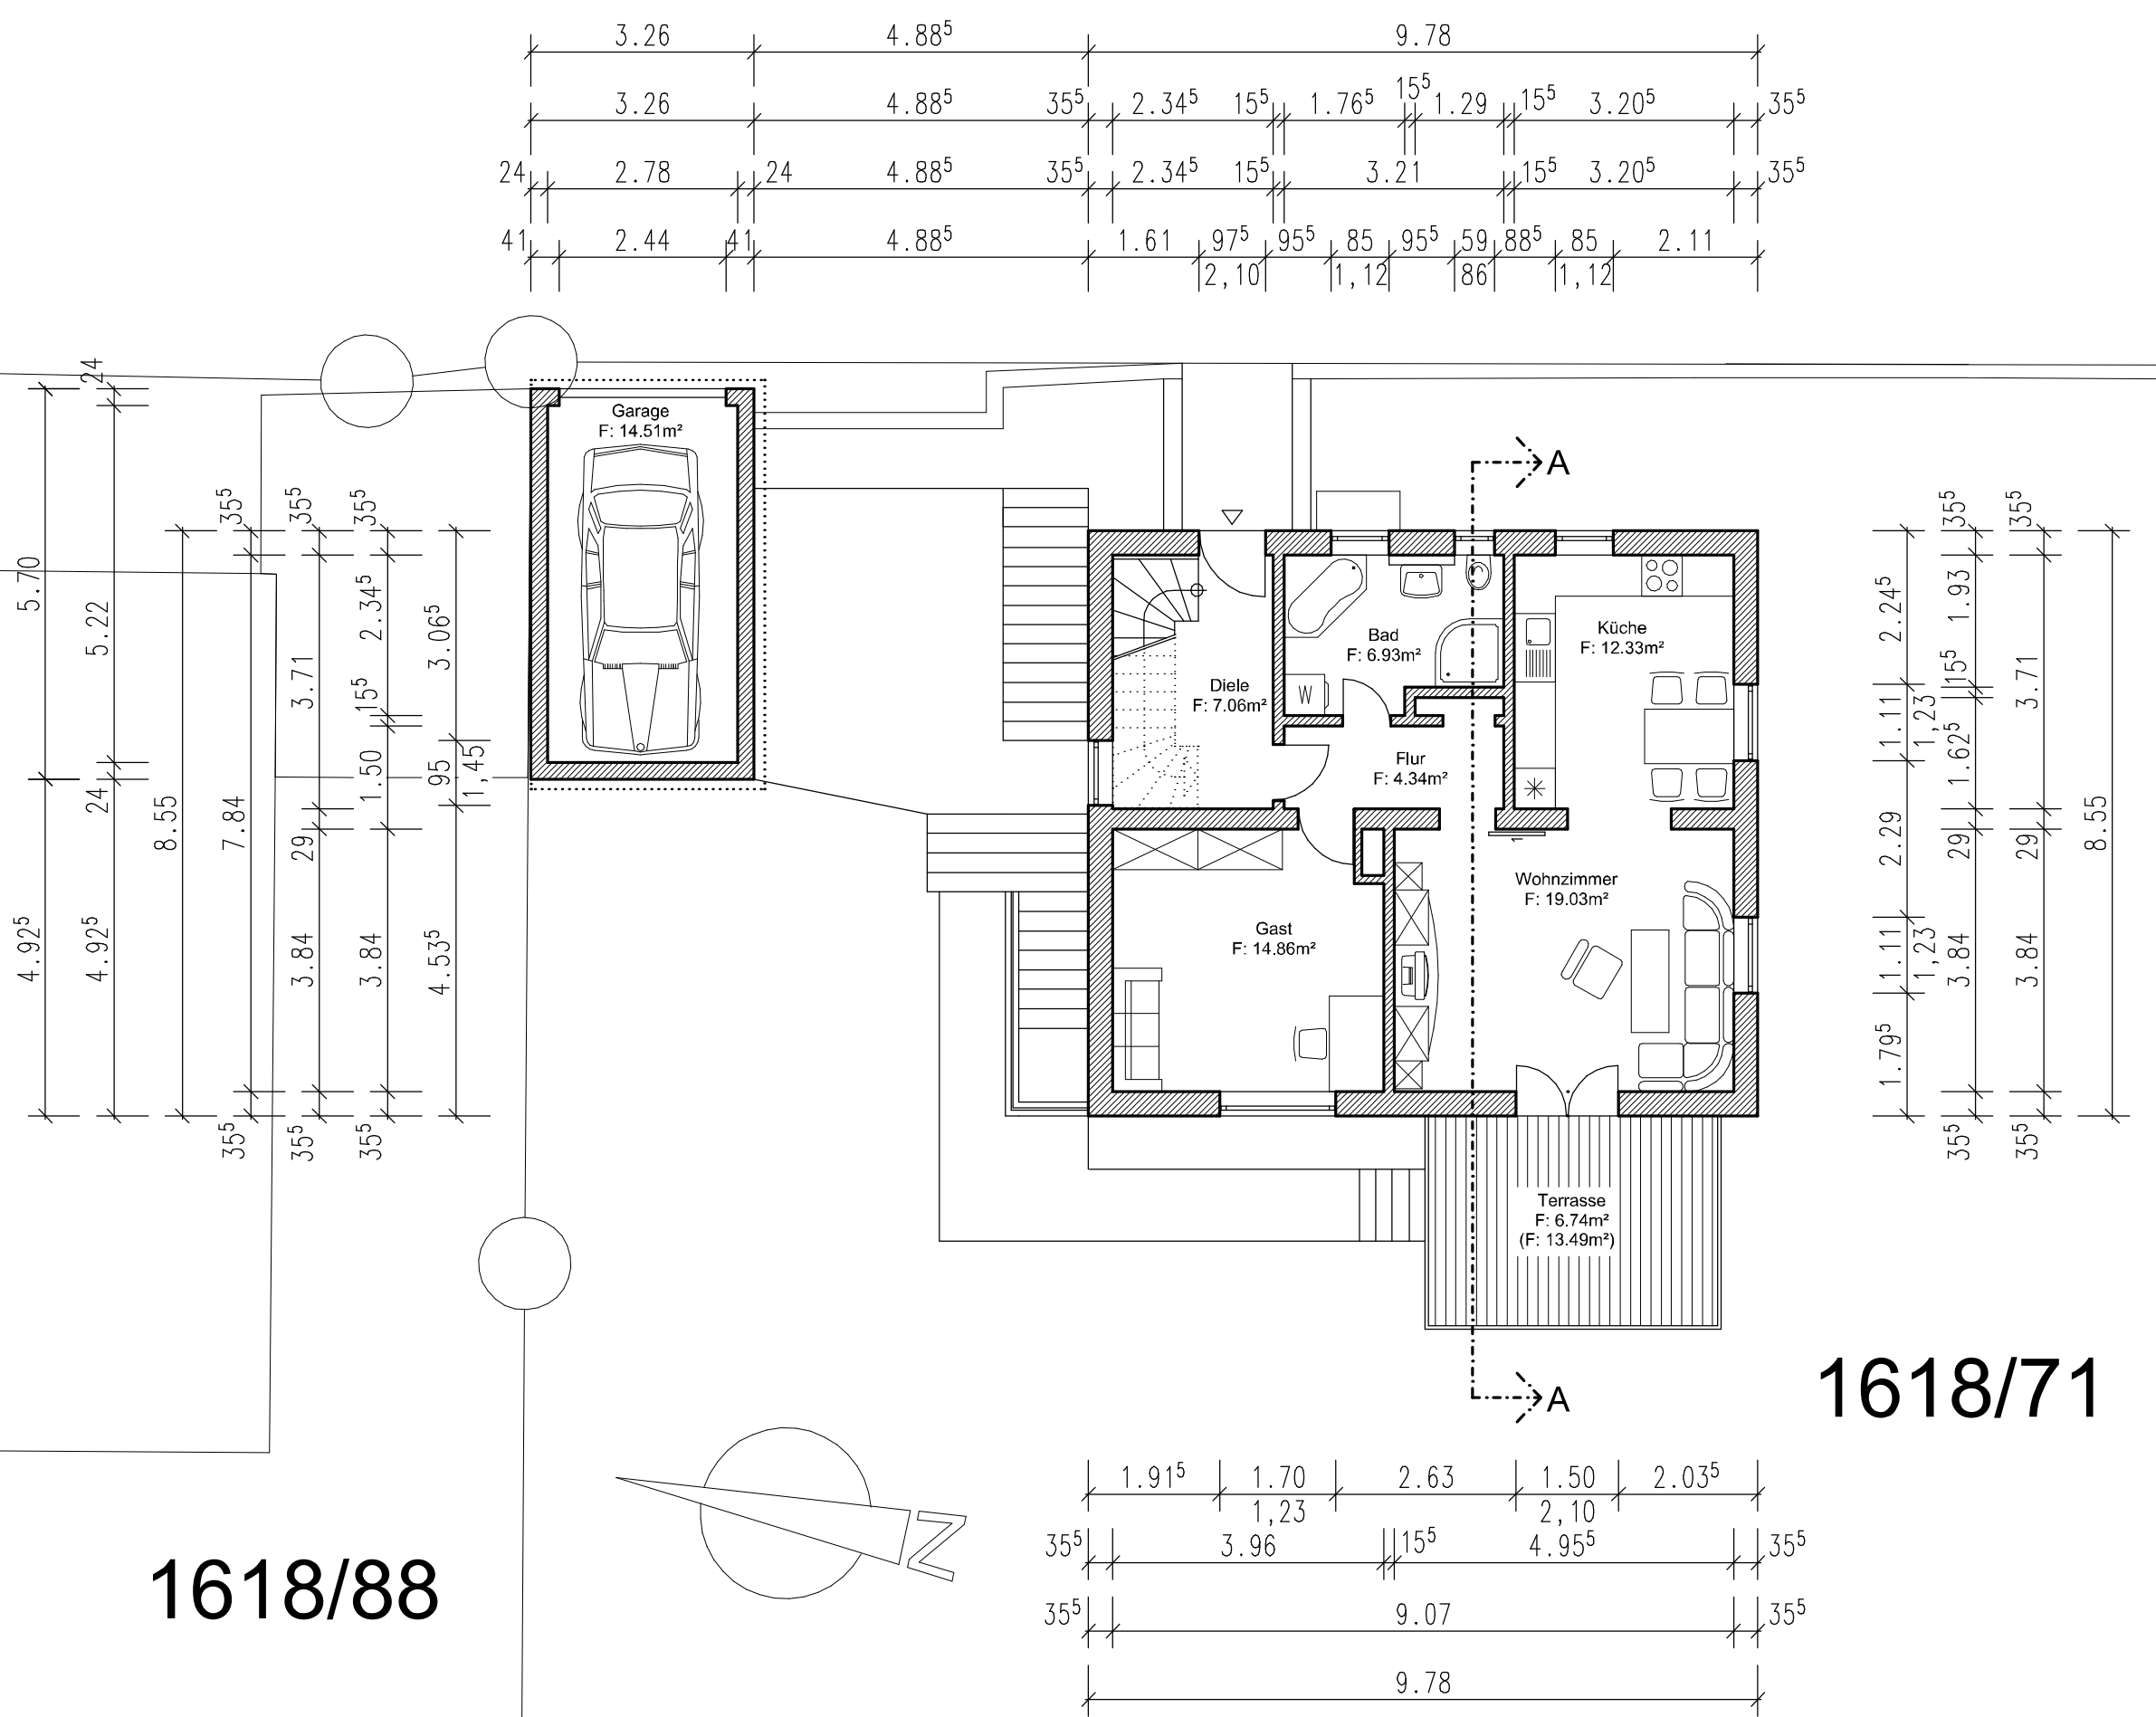 3.26 4.88⁵ 9.78
3.26 4.88⁵ 35⁵ 2.34⁵ 15⁵ 1.76⁵ 15⁵ 1.29 15⁵ 3.20⁵ 35⁵
24 2.78 24 4.88⁵ 35⁵ 2.34⁵ 15⁵ 3.21 15⁵ 3.20⁵ 35⁵
41 2.44 41 4.88⁵ 1.61 97⁵ 95⁵ 85 95⁵ 59 88⁵ 85 2.11
2,10 1,12 86 1,12
5.70 4.92⁵
24 5.22 24 4.92⁵
8.55
35⁵ 7.84 35⁵
35⁵ 3.71 29 3.84 35⁵
35⁵ 2.34⁵ 15⁵ 1.50 3.84 35⁵
3.06⁵ 95 4.53⁵
1,45
Garage
F: 14.51m²
A
Diele
F: 7.06m²
W
Bad
F: 6.93m²
Küche
F: 12.33m²
Flur
F: 4.34m²
1
Gast
F: 14.86m²
Wohnzimmer
F: 19.03m²
Terrasse
F: 6.74m²
(F: 13.49m²)
A
2.24⁵ 1.11 2.29 1.11 1.79⁵
1,23 1,23
35⁵ 1.93 15⁵ 1.62⁵ 29 3.84 35⁵
35⁵ 3.71 29 3.84 35⁵
8.55
1618/71
1618/88
N
1.91⁵ 1.70 2.63 1.50 2.03⁵
1,23 2,10
35⁵ 3.96 15⁵ 4.95⁵ 35⁵
35⁵ 9.07 35⁵
9.78